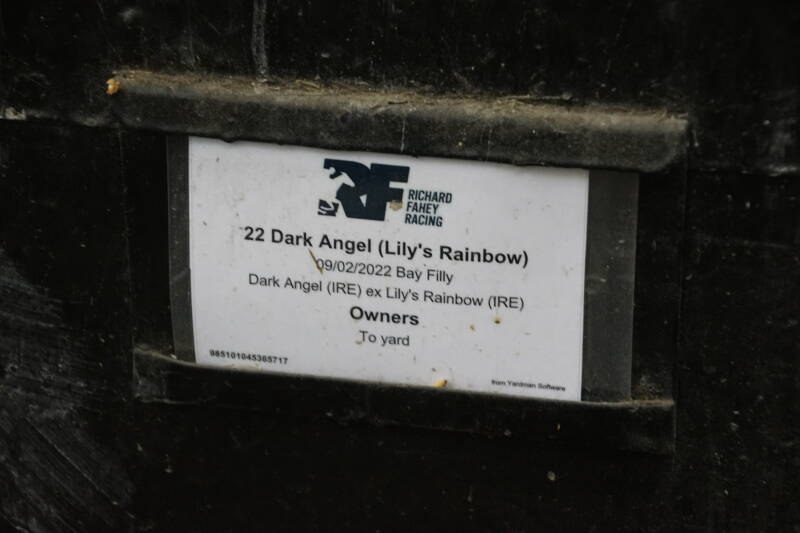 RF
RICHARD
FAHEY
RACING
22 Dark Angel (Lily's Rainbow)
09/02/2022 Bay Filly
Dark Angel (IRE) ex Lily's Rainbow (IRE)
Owners
To yard
985101045365717
from Yardman Software